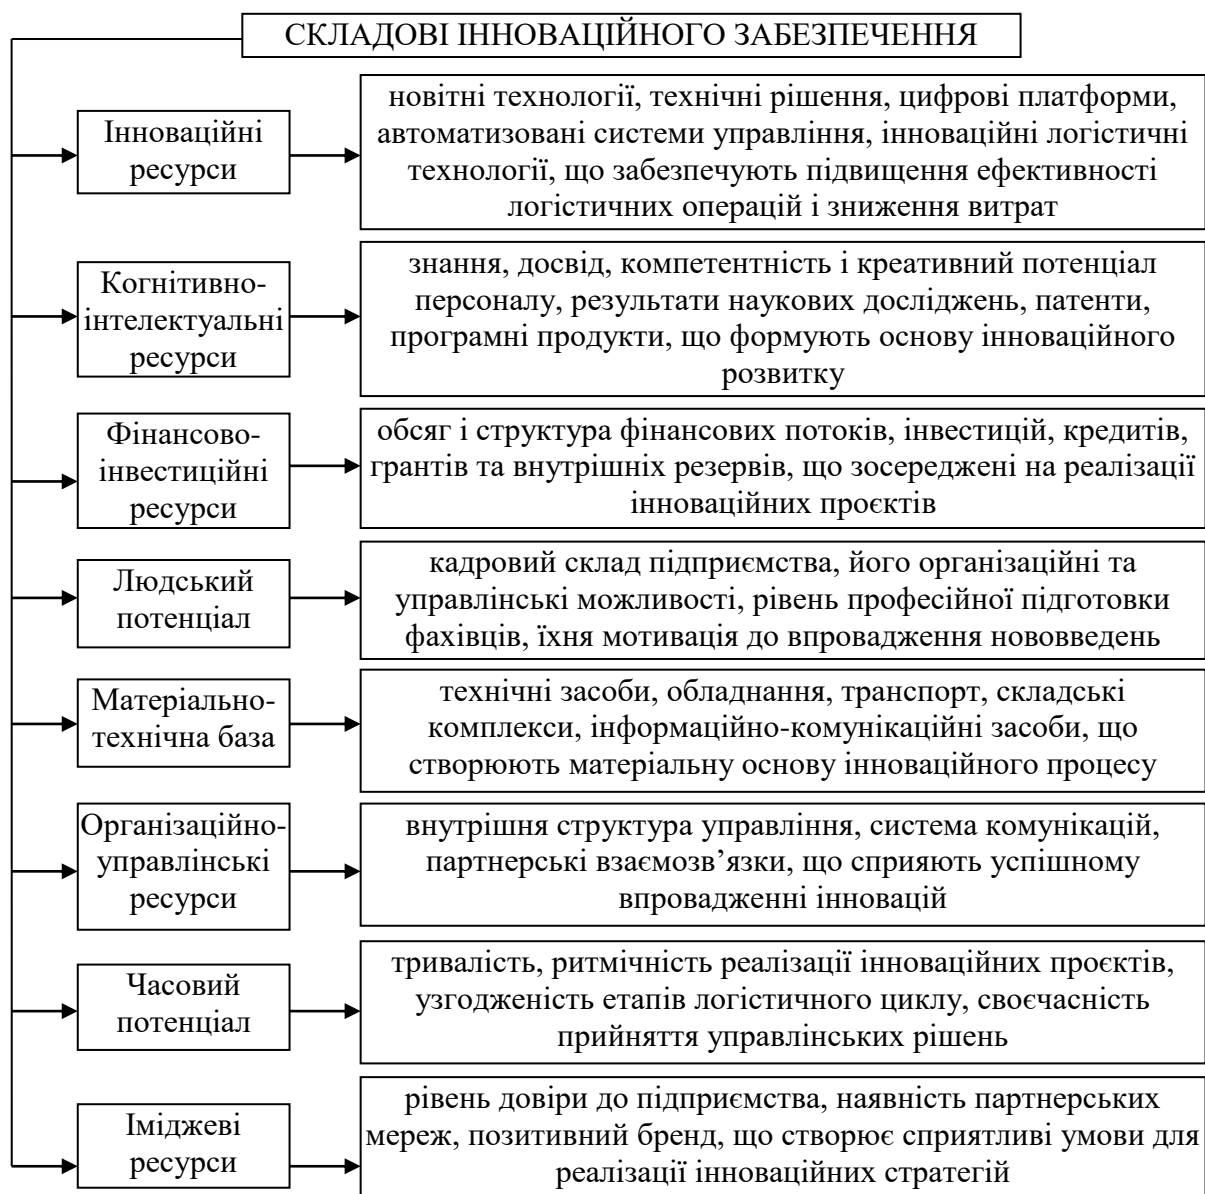 СКЛАДОВІ ІННОВАЦІЙНОГО ЗАБЕЗПЕЧЕННЯ
Інноваційні
ресурси
новітні технології, технічні рішення, цифрові платформи,
автоматизовані системи управління, інноваційні логістичні
технології, що забезпечують підвищення ефективності
логістичних операцій і зниження витрат
Когнітивно-
інтелектуальні
ресурси
знання, досвід, компетентність і креативний потенціал
персоналу, результати наукових досліджень, патенти,
програмні продукти, що формують основу інноваційного
розвитку
Фінансово-
інвестиційні
ресурси
обсяг і структура фінансових потоків, інвестицій, кредитів,
грантів та внутрішніх резервів, що зосереджені на реалізації
інноваційних проєктів
Людський
потенціал
кадровий склад підприємства, його організаційні та
управлінські можливості, рівень професійної підготовки
фахівців, їхня мотивація до впровадження нововведень
Матеріально-
технічна база
технічні засоби, обладнання, транспорт, складські
комплекси, інформаційно-комунікаційні засоби, що
створюють матеріальну основу інноваційного процесу
Організаційно-
управлінські
ресурси
внутрішня структура управління, система комунікацій,
партнерські взаємозв’язки, що сприяють успішному
впровадженні інновацій
Часовий
потенціал
тривалість, ритмічність реалізації інноваційних проєктів,
узгодженість етапів логістичного циклу, своєчасність
прийняття управлінських рішень
Іміджеві
ресурси
рівень довіри до підприємства, наявність партнерських
мереж, позитивний бренд, що створює сприятливі умови для
реалізації інноваційних стратегій